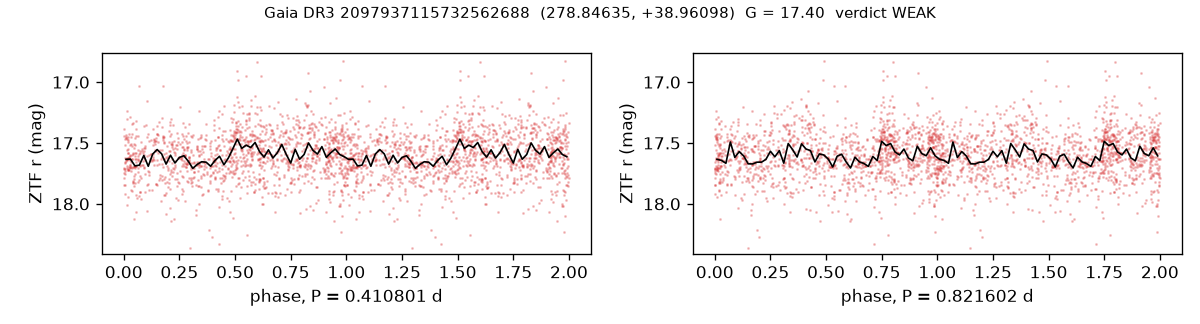 Gaia DR3 2097937115732562688 (278.84635, +38.96098) G = 17.40 verdict WEAK
ZTF r (mag)
17.0
17.5
18.0
0.00 0.25 0.50 0.75 1.00 1.25 1.50 1.75 2.00
phase, P = 0.410801 d
ZTF r (mag)
17.0
17.5
18.0
0.00 0.25 0.50 0.75 1.00 1.25 1.50 1.75 2.00
phase, P = 0.821602 d